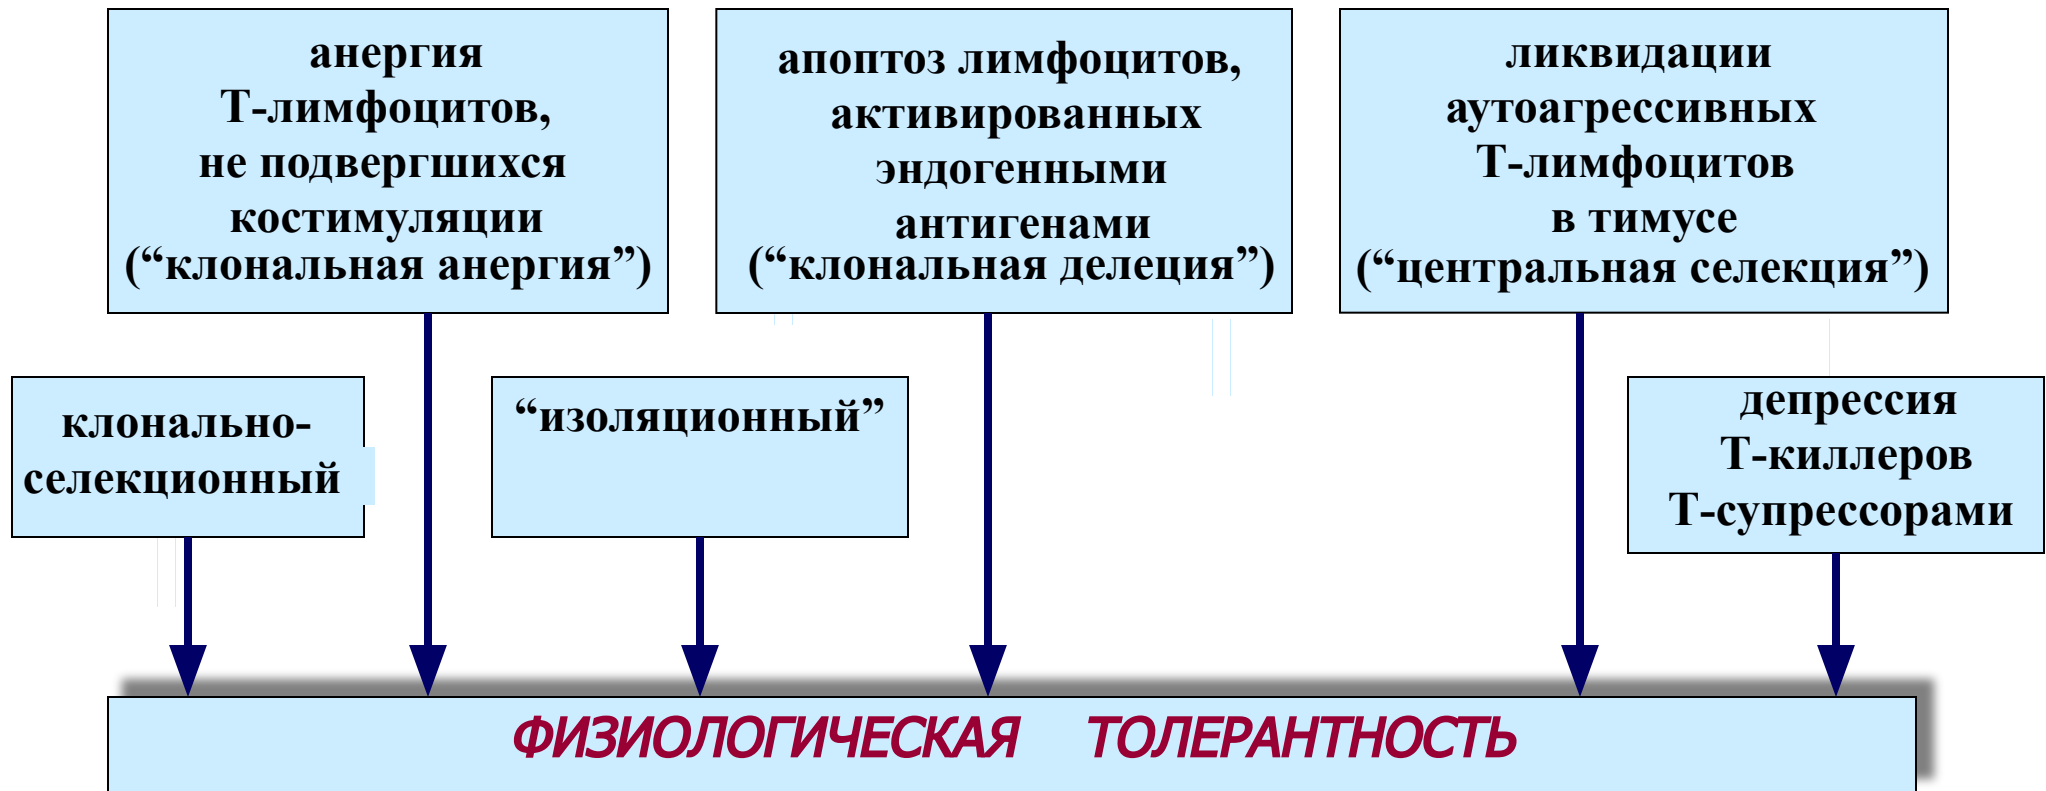 анергия
Т-лимфоцитов,
не подвергшихся
костимуляции
(“клональная анергия”)
апоптоз лимфоцитов,
активированных
эндогенными
антигенами
(“клональная делеция”)
ликвидации
аутоагрессивных
Т-лимфоцитов
в тимусе
(“центральная селекция”)
клонально-
селекционный
“изоляционный”
депрессия
Т-киллеров
Т-супрессорами
ФИЗИОЛОГИЧЕСКАЯ ТОЛЕРАНТНОСТЬ